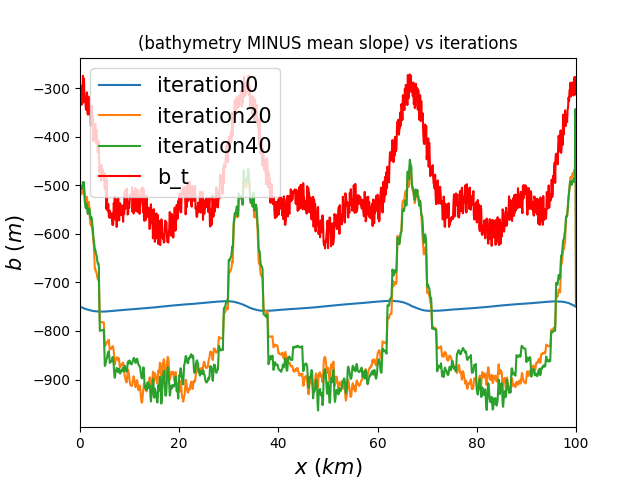 (bathymetry MINUS mean slope) vs iterations
iteration0
iteration20
iteration40
b_t
−300
−400
−500
−600
−700
−800
−900
b (m)
0 20 40 60 80 100
x (km)